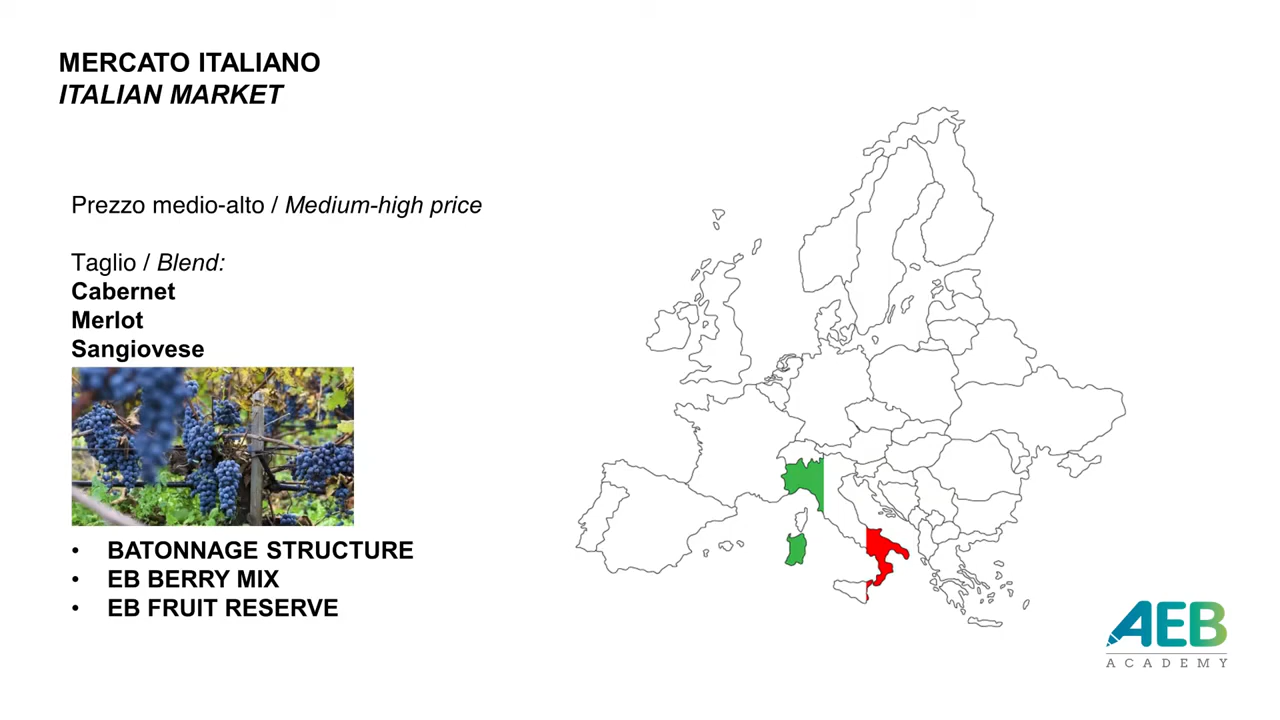 MERCATO ITALIANO
ITALIAN MARKET
Prezzo medio-alto / Medium-high price
Taglio / Blend:
Cabernet
Merlot
Sangiovese
• BATONNAGE STRUCTURE
• EB BERRY MIX
• EB FRUIT RESERVE
AEB
ACADEMY